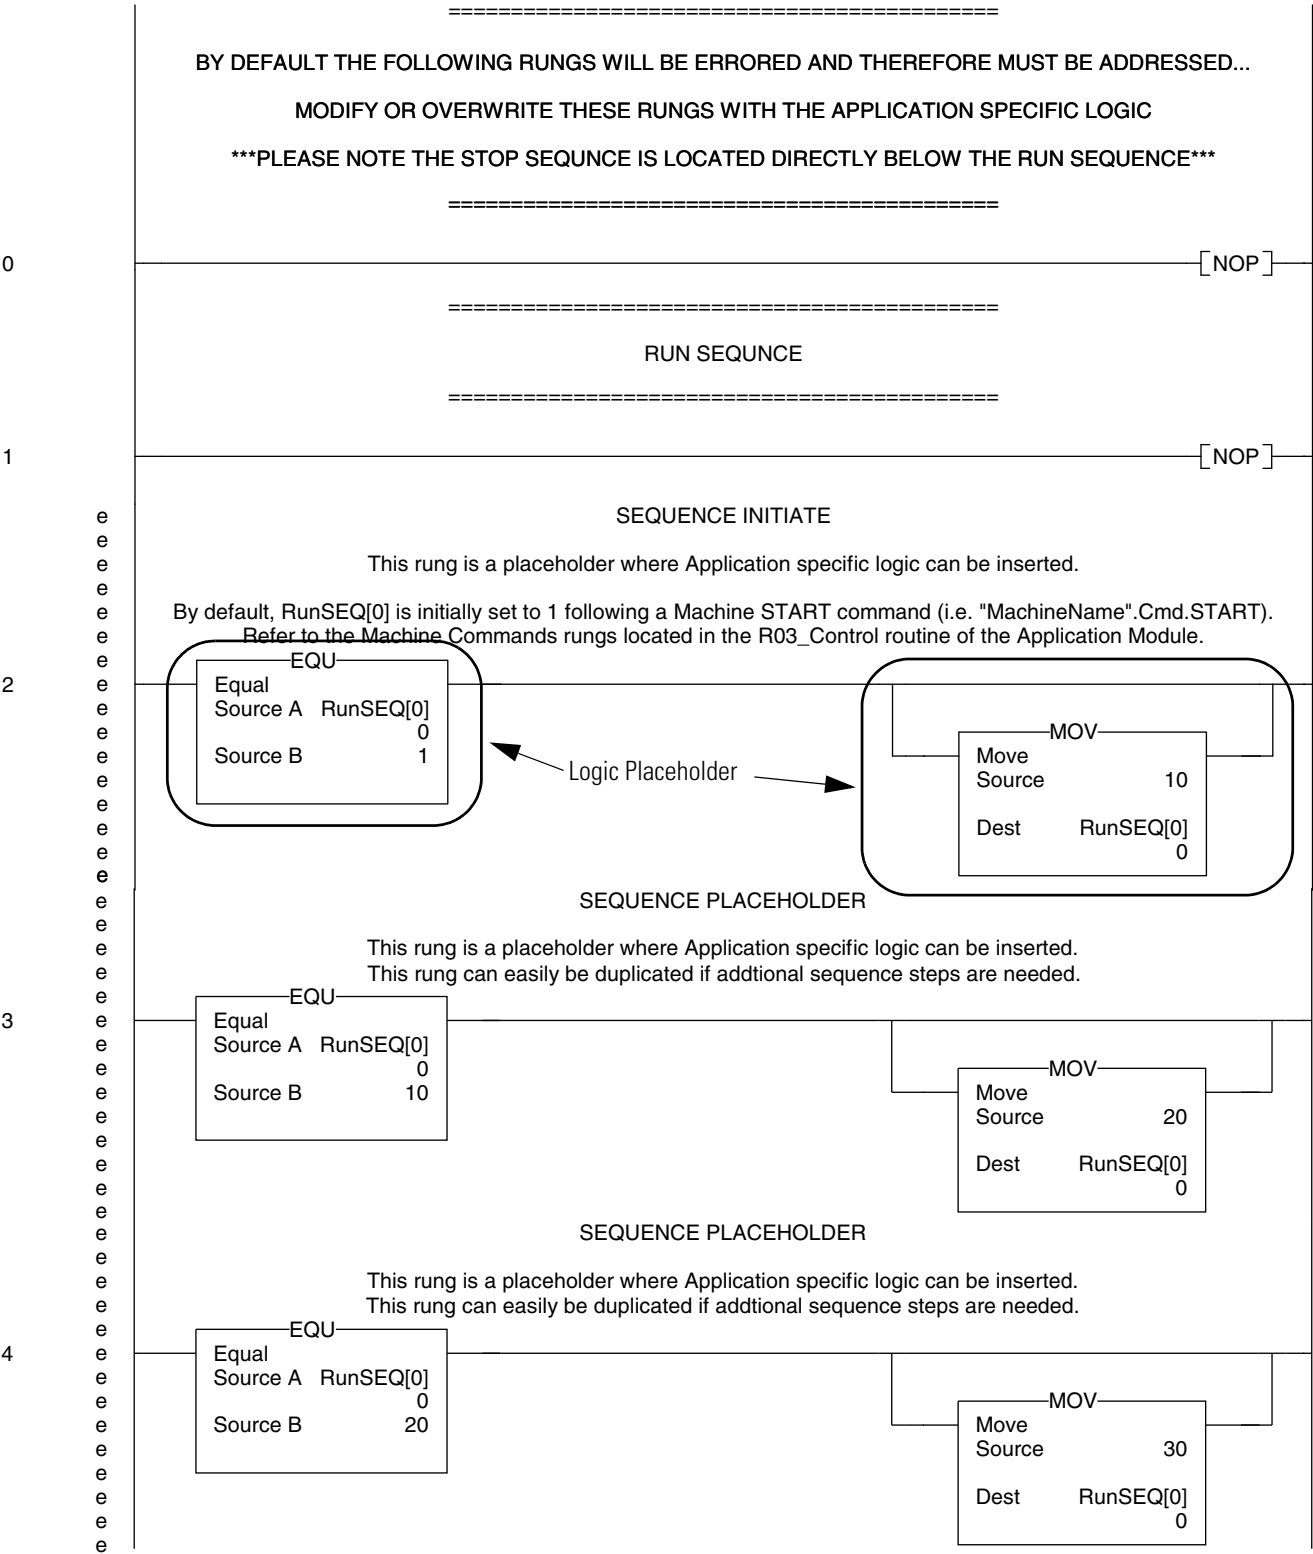 ============================================
BY DEFAULT THE FOLLOWING RUNGS WILL BE ERRORED AND THEREFORE MUST BE ADDRESSED...
MODIFY OR OVERWRITE THESE RUNGS WITH THE APPLICATION SPECIFIC LOGIC
***PLEASE NOTE THE STOP SEQUNCE IS LOCATED DIRECTLY BELOW THE RUN SEQUENCE***
============================================
0 NOP
============================================
RUN SEQUNCE
============================================
1 NOP
e SEQUENCE INITIATE
e
e This rung is a placeholder where Application specific logic can be inserted.
e
e By default, RunSEQ[0] is initially set to 1 following a Machine START command (i.e. "MachineName".Cmd.START).
e Refer to the Machine Commands rungs located in the R03_Control routine of the Application Module.
e EQU
2 e Equal
e Source A RunSEQ[0]
e 0 MOV
e Source B 1 Logic Placeholder Move
e Source 10
e
e Dest RunSEQ[0]
e 0
e
e SEQUENCE PLACEHOLDER
e
e This rung is a placeholder where Application specific logic can be inserted.
e This rung can easily be duplicated if addtional sequence steps are needed.
e EQU
3 e Equal
e Source A RunSEQ[0]
e 0 MOV
e Source B 10 Move
e Source 20
e
e Dest RunSEQ[0]
e 0
e
e SEQUENCE PLACEHOLDER
e
e This rung is a placeholder where Application specific logic can be inserted.
e This rung can easily be duplicated if addtional sequence steps are needed.
e EQU
4 e Equal
e Source A RunSEQ[0]
e 0 MOV
e Source B 20 Move
e Source 30
e
e Dest RunSEQ[0]
e 0
e